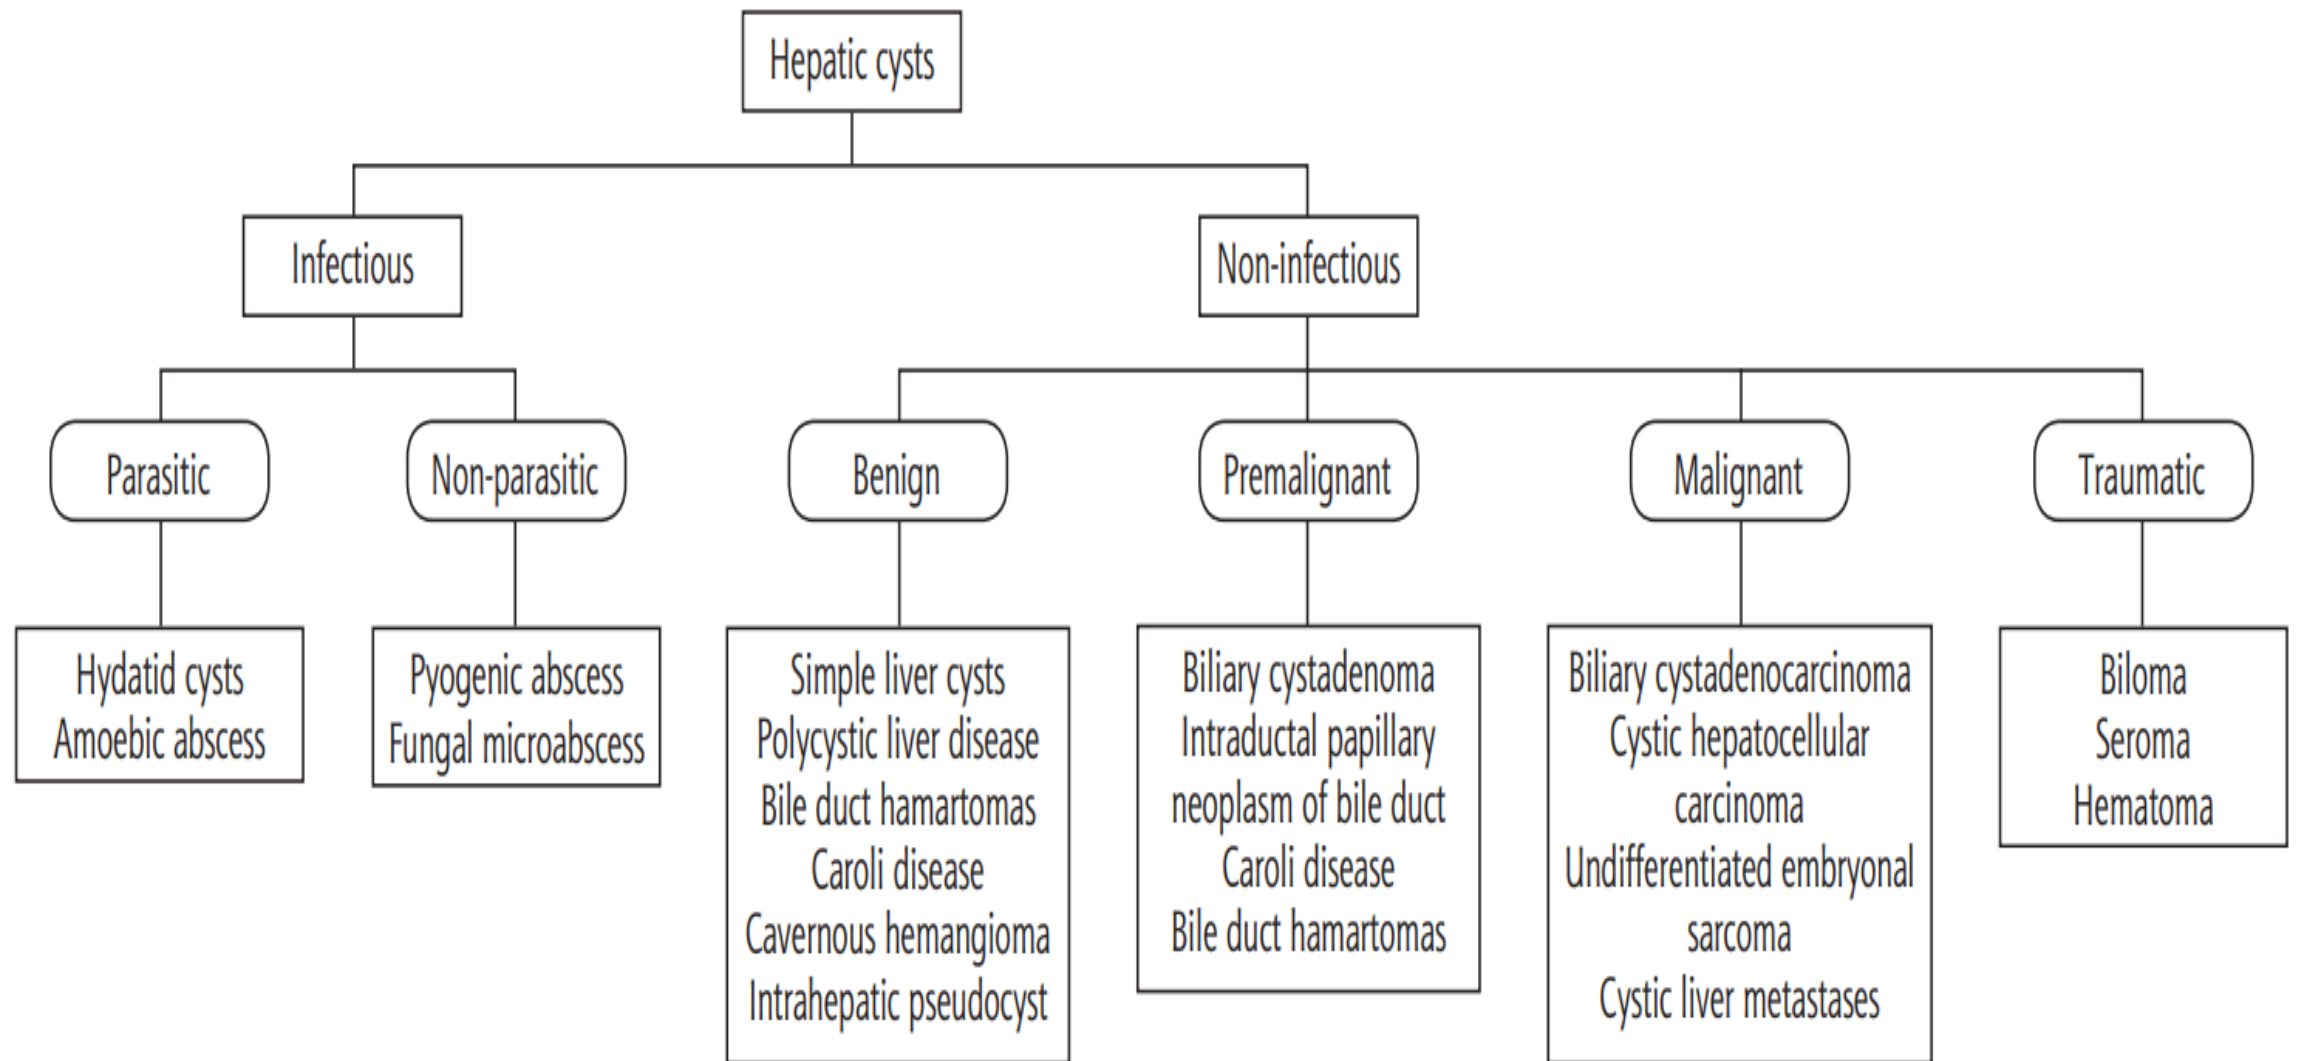 Hepatic cysts
Infectious
Non-infectious
Parasitic
Non-parasitic
Benign
Premalignant
Malignant
Traumatic
Hydatid cysts
Amoebic abscess
Pyogenic abscess
Fungal microabscess
Simple liver cysts
Polycystic liver disease
Bile duct hamartomas
Caroli disease
Cavernous hemangioma
Intrahepatic pseudocyst
Biliary cystadenoma
Intraductal papillary
neoplasm of bile duct
Caroli disease
Bile duct hamartomas
Biliary cystadenocarcinoma
Cystic hepatocellular
carcinoma
Undifferentiated embryonal
sarcoma
Cystic liver metastases
Biloma
Seroma
Hematoma